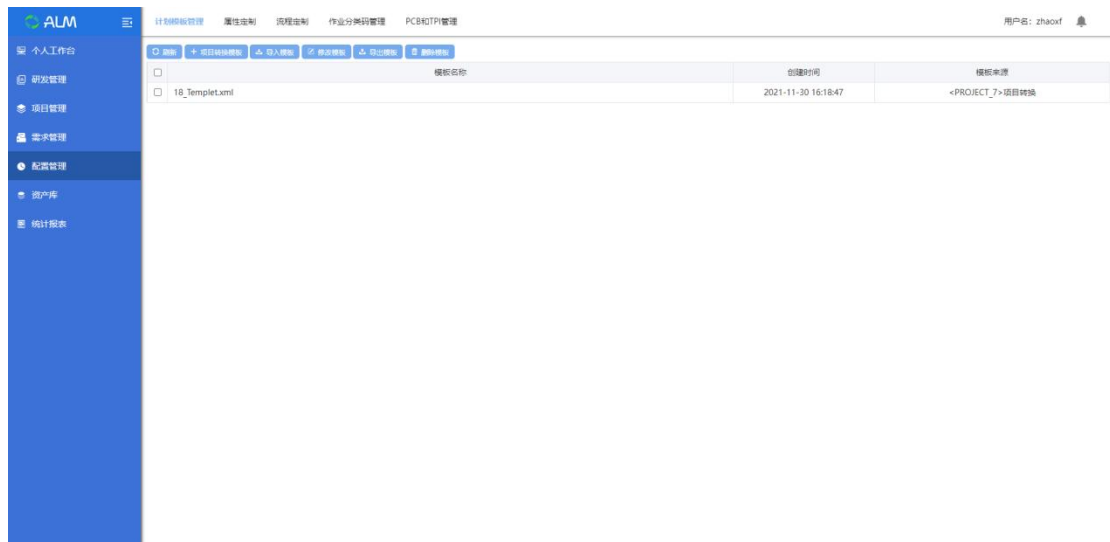 ALM
计划模板管理 属性定制 流程定制 作业分类码管理 PCB和TPI管理 用户名：zhaoxf
个人工作台
研发管理
项目管理
需求管理
配置管理
资产库
统计报表
刷新 项目转换模板 导入模板 修改模板 导出模板 删除模板
模板名称 创建时间 模板来源
18_Templet.xml 2021-11-30 16:18:47 <PROJECT_7>项目转换